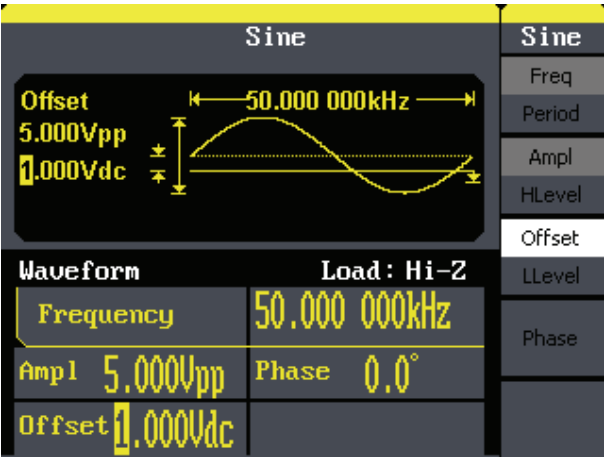 Sine
Offset
50.000 000kHz
5.000Vpp
1.000Vdc
Waveform
Load: Hi-Z
Frequency
50.000 000kHz
Ampl
5.000Vpp
Phase
0.0°
Offset
1.000Vdc
Sine
Freq
Period
Ampl
HLevel
Offset
LLevel
Phase